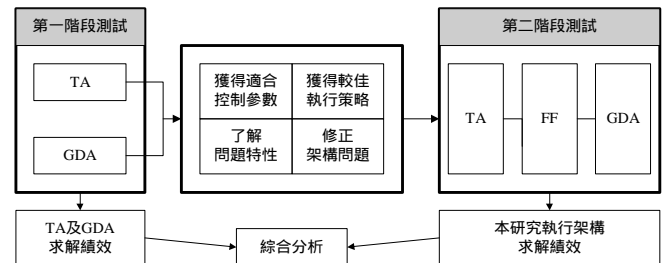 第一階段測試
TA
GDA
獲得適合
控制參數
獲得較佳
執行策略
了解
問題特性
修正
架構問題
第二階段測試
TA
FF
GDA
TA及GDA
求解績效
綜合分析
本研究執行架構
求解績效